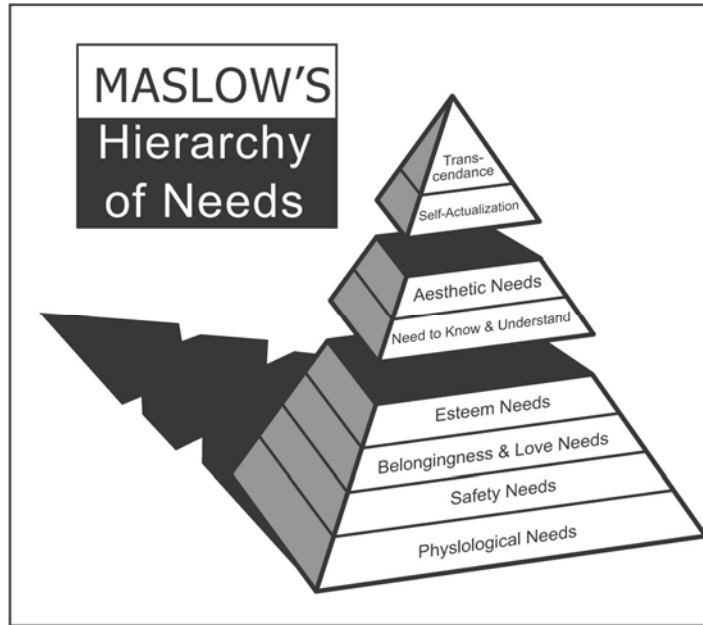 MASLOW'S
Hierarchy
of Needs
Trans-
cendance
Self-Actualization
Aesthetic Needs
Need to Know & Understand
Esteem Needs
Belongingness & Love Needs
Safety Needs
Physlological Needs